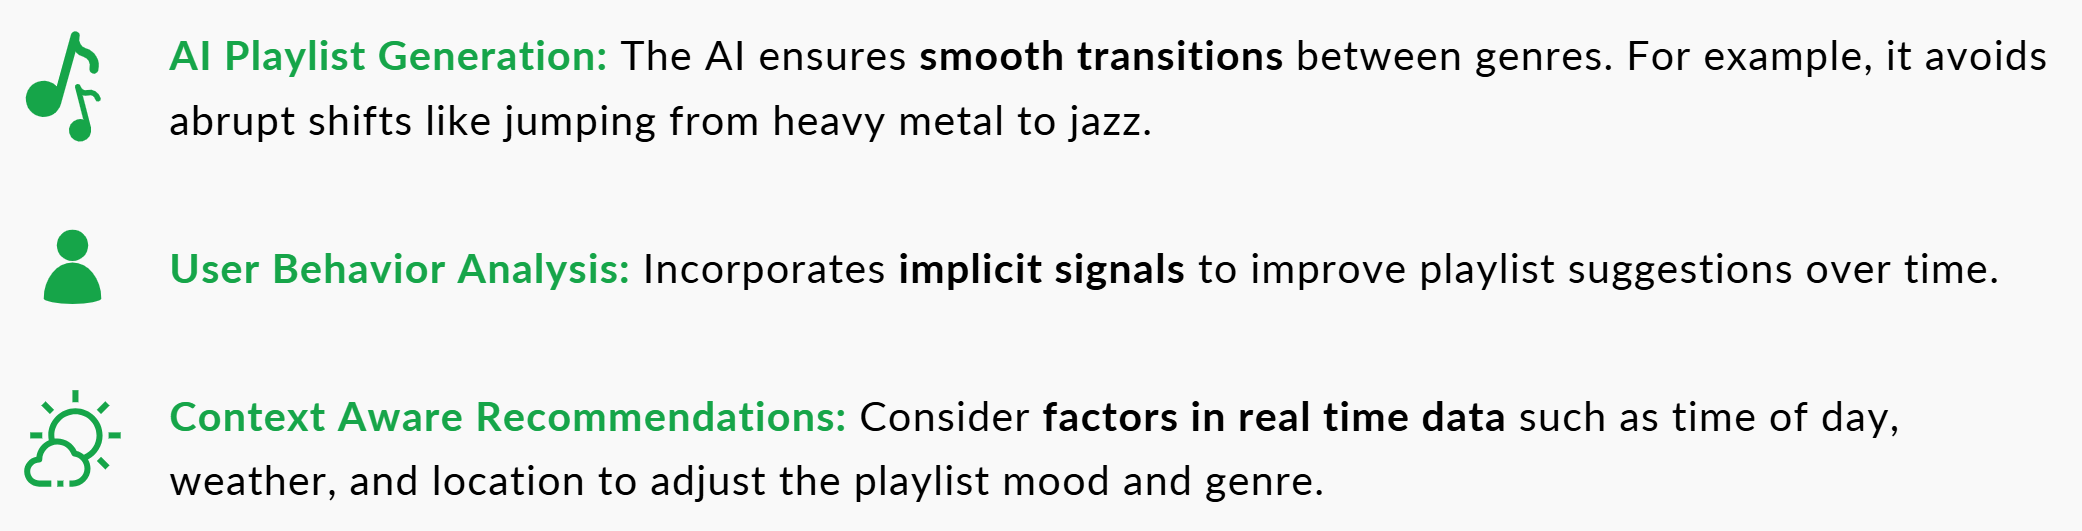 AI Playlist Generation: The AI ensures smooth transitions between genres. For example, it avoids
abrupt shifts like jumping from heavy metal to jazz.
User Behavior Analysis: Incorporates implicit signals to improve playlist suggestions over time.
Context Aware Recommendations: Consider factors in real time data such as time of day,
weather, and location to adjust the playlist mood and genre.